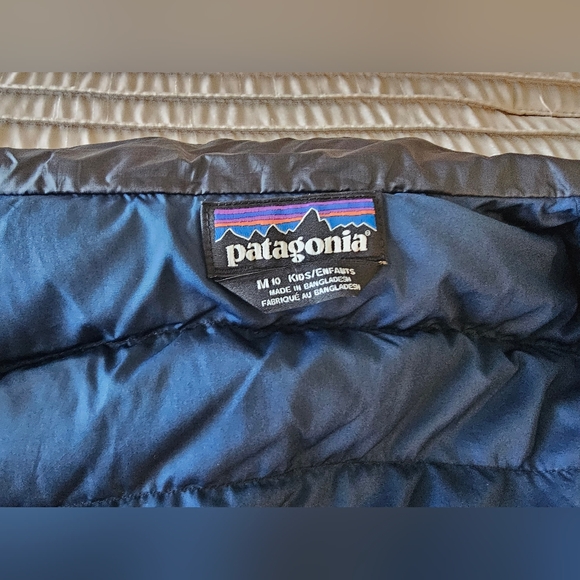 patagonia®
M 10 KIDS/ENFANTS
MADE IN BANGLADESH
FABRIQUÉ AU BANGLADESH